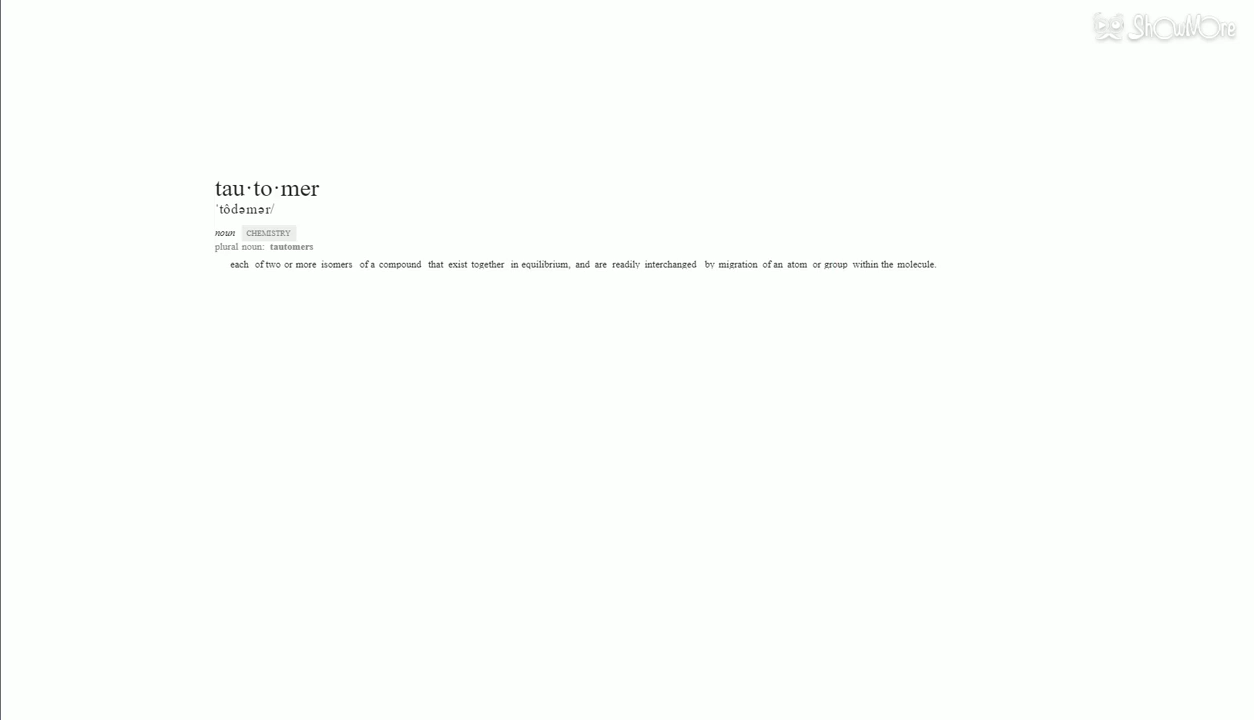 ShowMore
tau·to·mer
ˈtôdəmər/
noun CHEMISTRY
plural noun: tautomers
each of two or more isomers of a compound that exist together in equilibrium, and are readily interchanged by migration of an atom or group within the molecule.